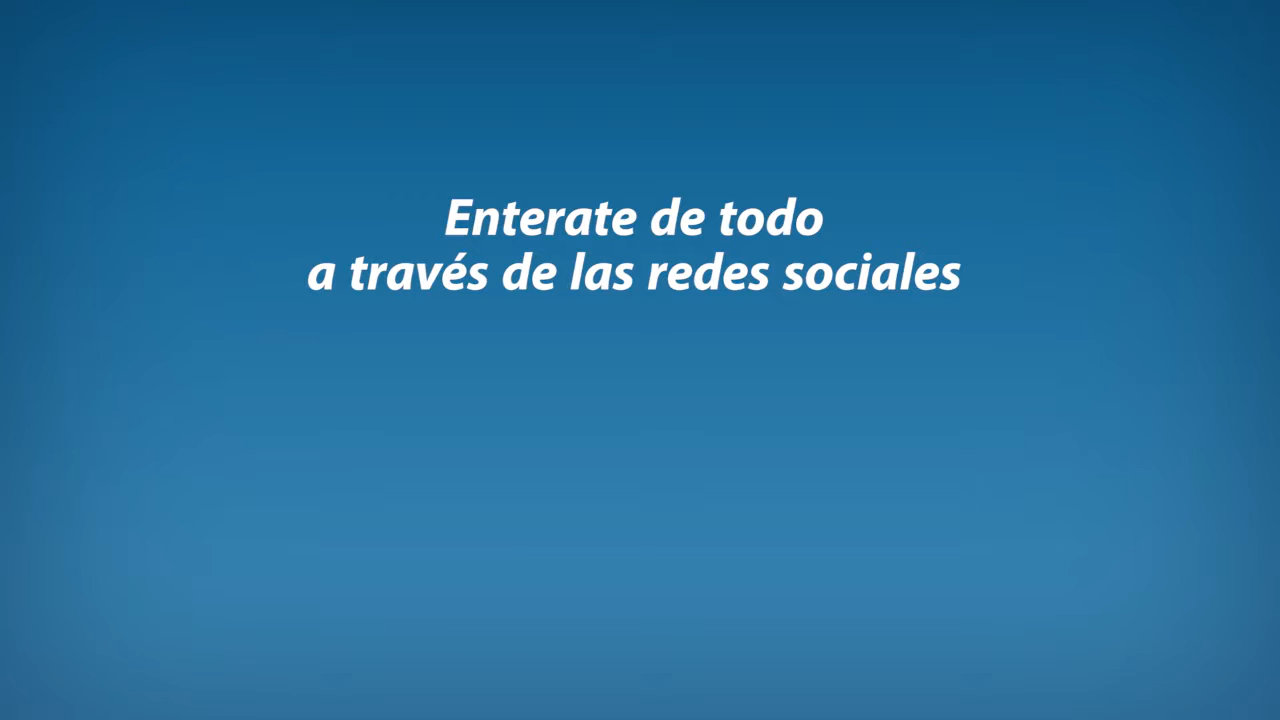 Enterate de todo
a través de las redes sociales